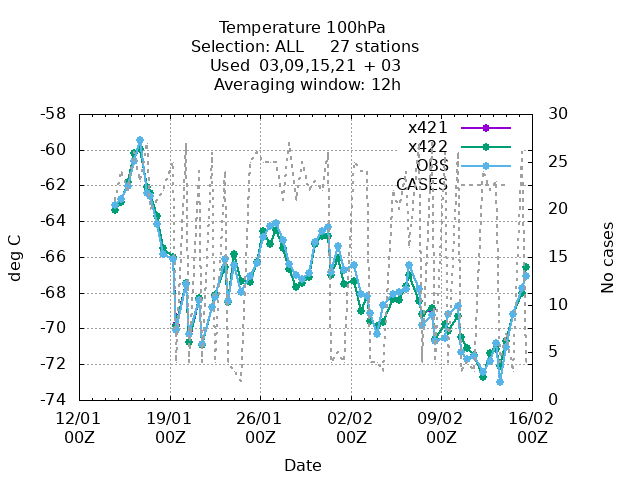 Temperature 100hPa
Selection: ALL 27 stations
Used 03,09,15,21 + 03
Averaging window: 12h
-58
-60
-62
-64
-66
-68
-70
-72
-74
deg C
30
25
20
15
10
5
0
No cases
x421
x422
OBS
CASES
12/01 19/01 26/01 02/02 09/02 16/02
00Z 00Z 00Z 00Z 00Z 00Z
Date